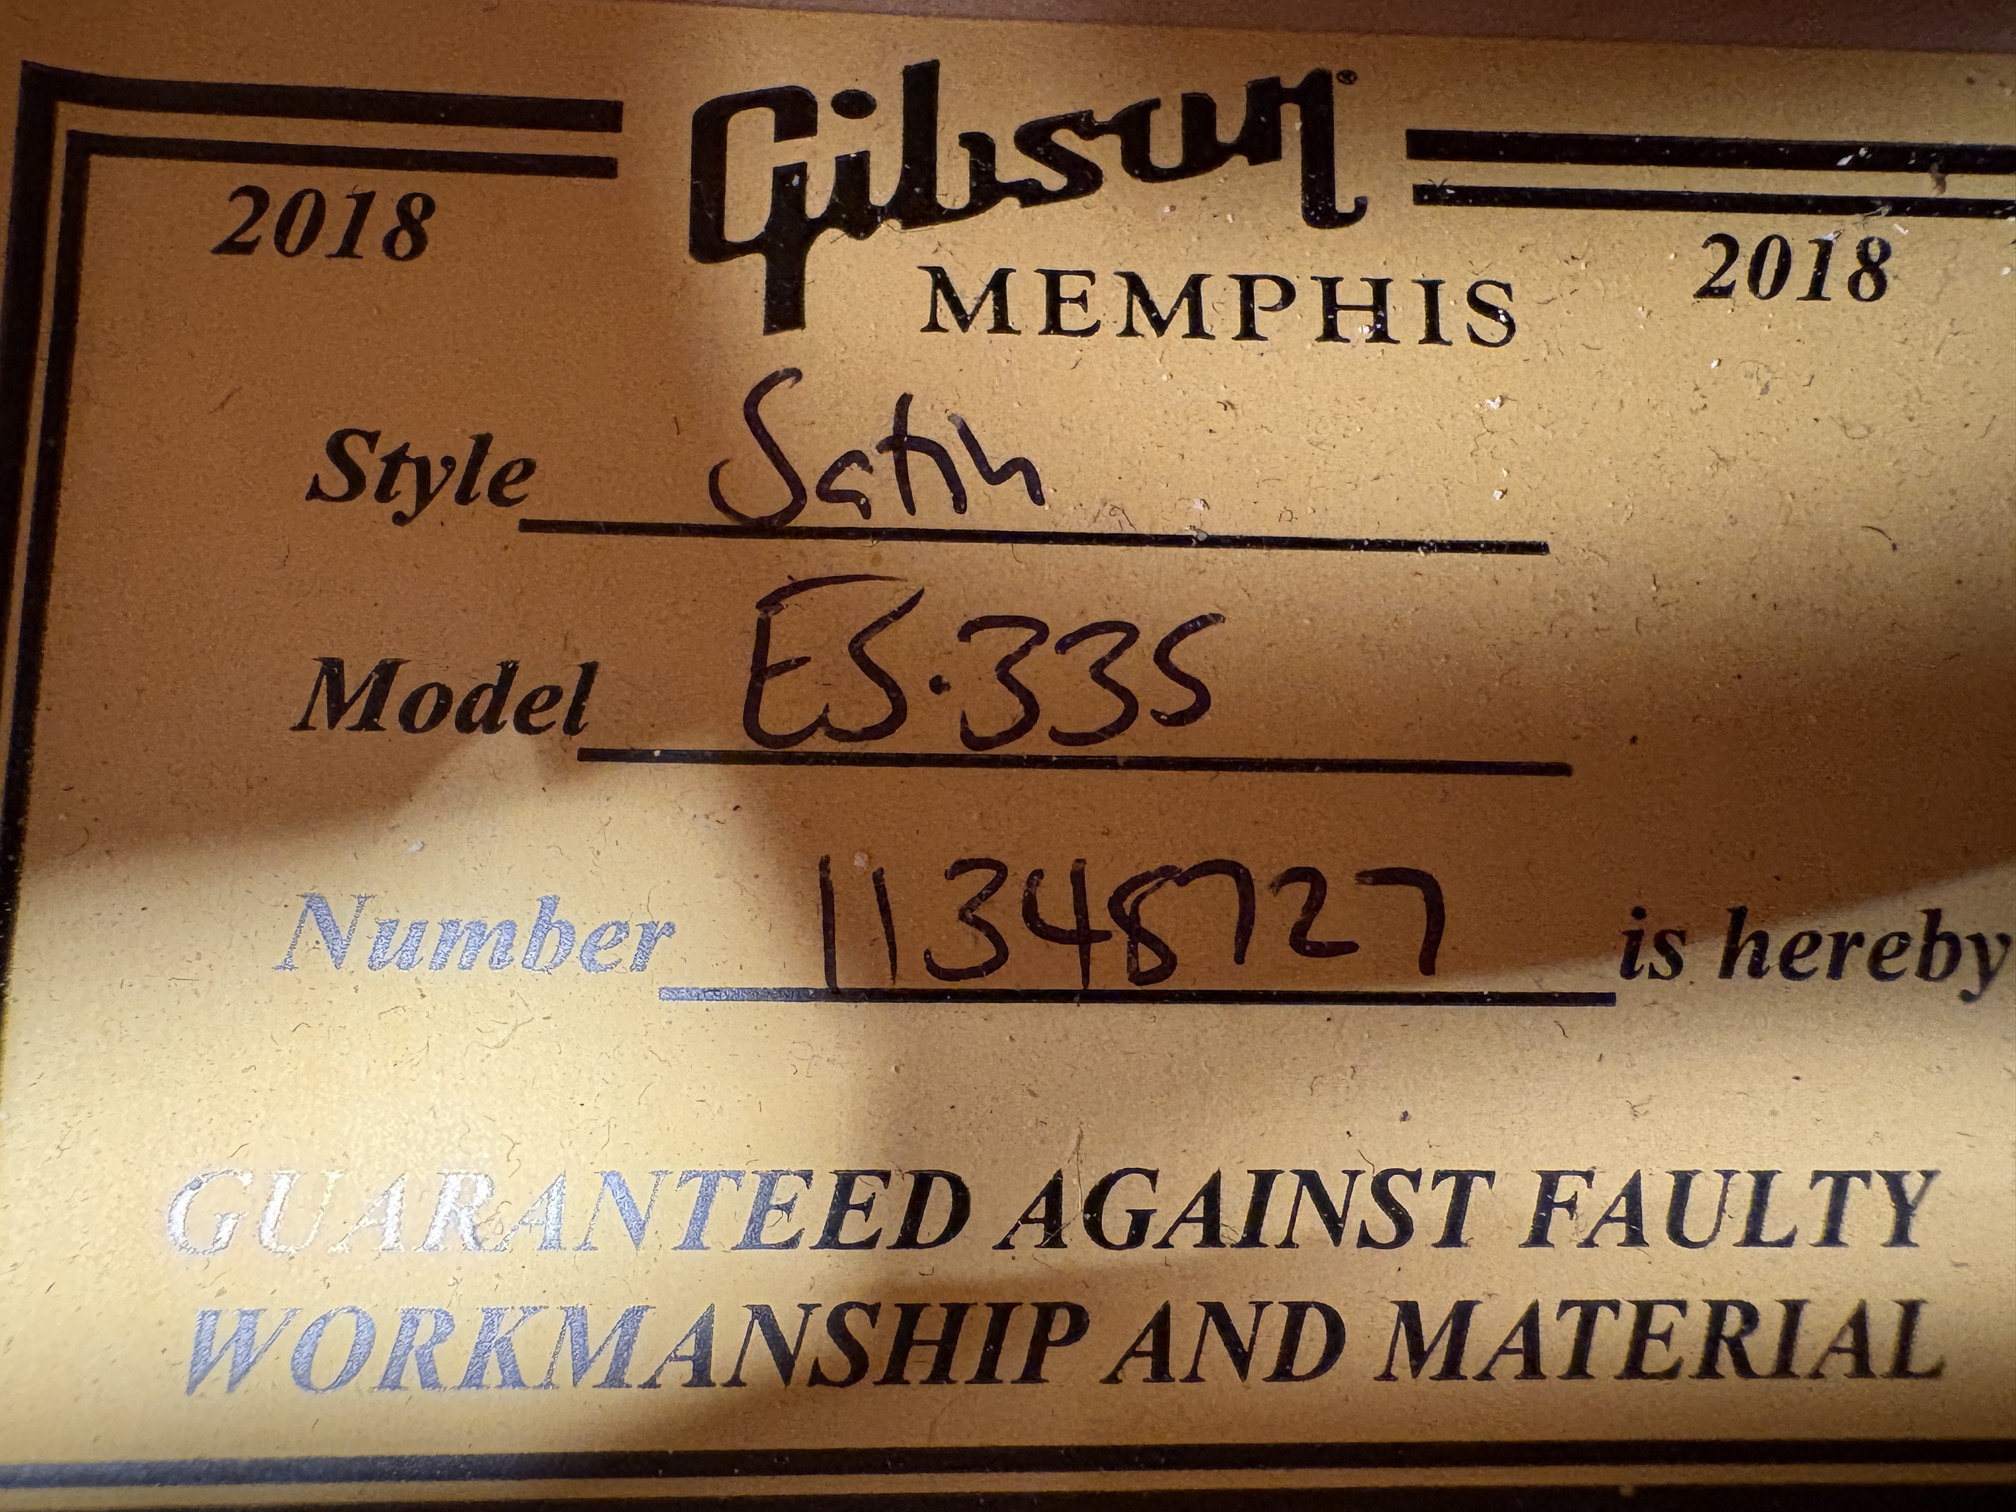 Gibson®
MEMPHIS
2018 2018
Style Satin
Model ES-335
Number 11348727 is hereby
GUARANTEED AGAINST FAULTY
WORKMANSHIP AND MATERIAL